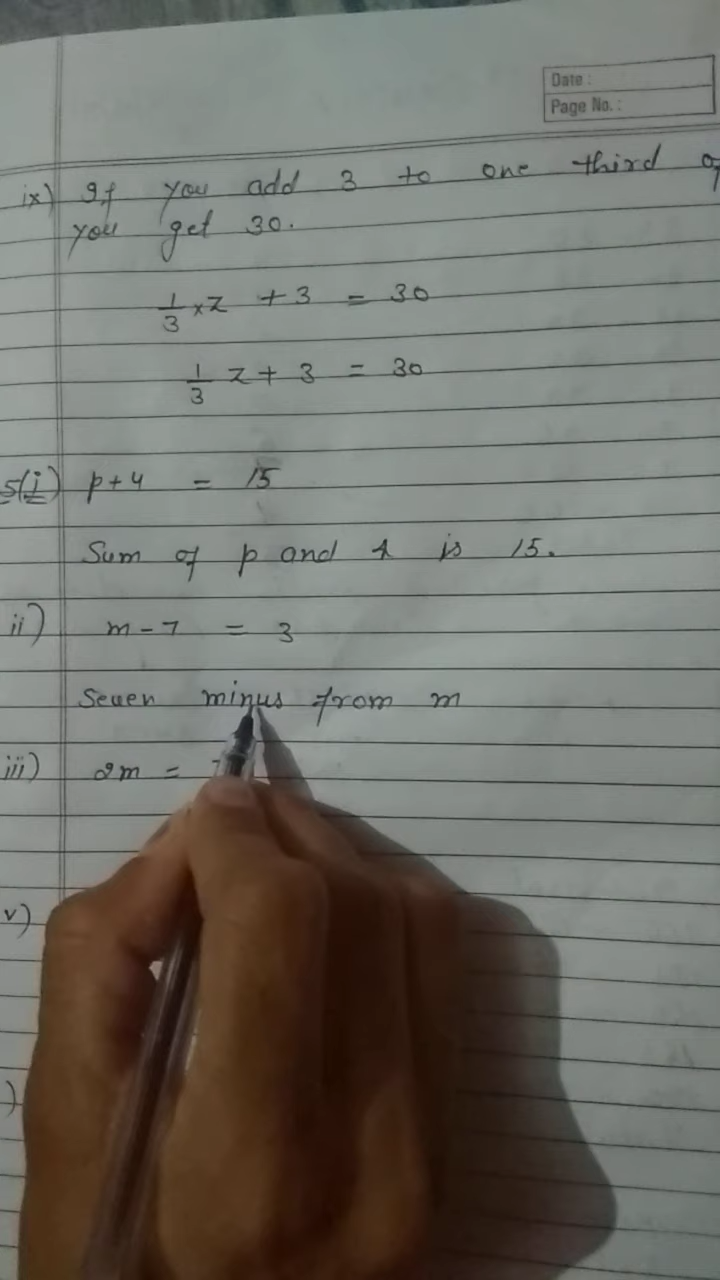 Date :
Page No. :
ix) If you add 3 to one third
you get 30.
1/3 × z + 3 = 30
1/3 z + 3 = 30
5(i) p + 4 = 15
Sum of p and 4 is 15.
ii) m - 7 = 3
Seven minus from m
iii) 2m =
v)
)